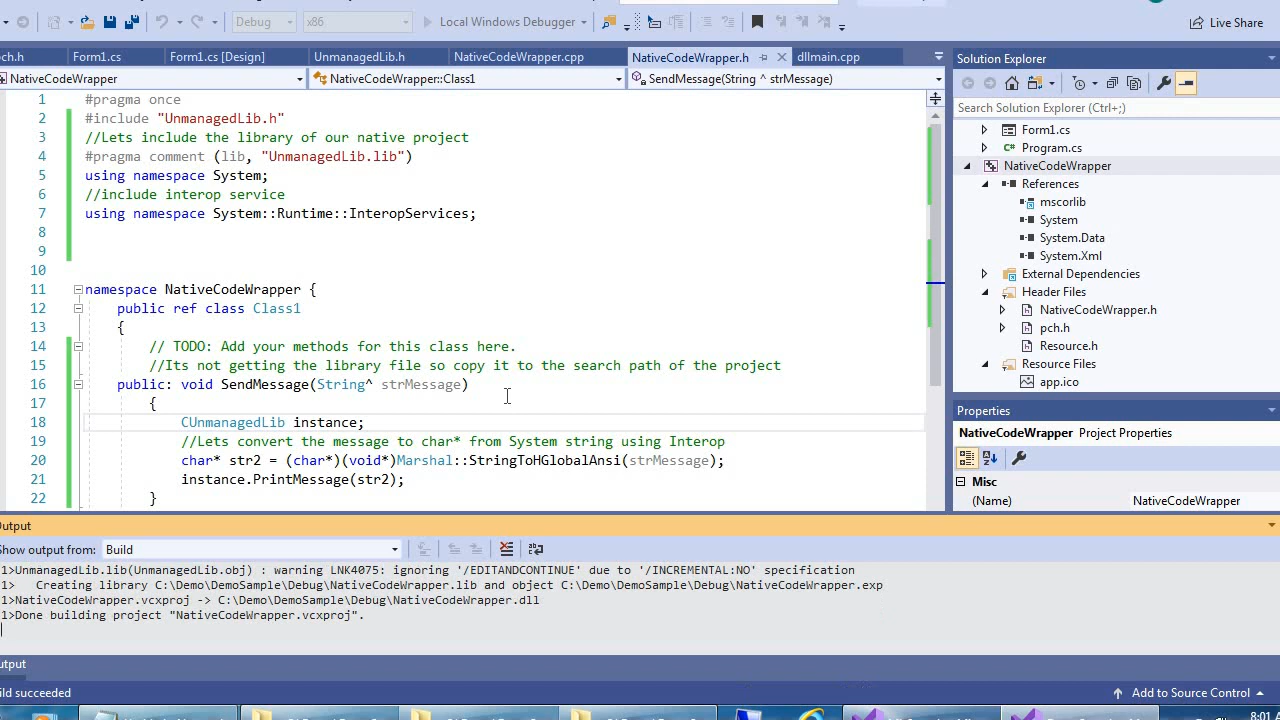 Debug
x86
Local Windows Debugger
Live Share
ch.h
Form1.cs
Form1.cs [Design]
UnmanagedLib.h
NativeCodeWrapper.cpp
NativeCodeWrapper.h
dllmain.cpp
NativeCodeWrapper
NativeCodeWrapper::Class1
SendMessage(String ^ strMessage)
1 #pragma once
2 #include "UnmanagedLib.h"
3 //Lets include the library of our native project
4 #pragma comment (lib, "UnmanagedLib.lib")
5 using namespace System;
6 //include interop service
7 using namespace System::Runtime::InteropServices;
8
9
10
11 namespace NativeCodeWrapper {
12 public ref class Class1
13 {
14 // TODO: Add your methods for this class here.
15 //Its not getting the library file so copy it to the search path of the project
16 public: void SendMessage(String^ strMessage)
17 {
18 CUnmanagedLib instance;
19 //Lets convert the message to char* from System string using Interop
20 char* str2 = (char*)(void*)Marshal::StringToHGlobalAnsi(strMessage);
21 instance.PrintMessage(str2);
22 }
Solution Explorer
Search Solution Explorer (Ctrl+;)
Form1.cs
Program.cs
NativeCodeWrapper
References
mscorlib
System
System.Data
System.Xml
External Dependencies
Header Files
NativeCodeWrapper.h
pch.h
Resource.h
Resource Files
app.ico
Properties
NativeCodeWrapper Project Properties
Misc
(Name) NativeCodeWrapper
Output
Show output from: Build
1>UnmanagedLib.lib(UnmanagedLib.obj) : warning LNK4075: ignoring '/EDITANDCONTINUE' due to '/INCREMENTAL:NO' specification
1> Creating library C:\Demo\DemoSample\Debug\NativeCodeWrapper.lib and object C:\Demo\DemoSample\Debug\NativeCodeWrapper.exp
1>NativeCodeWrapper.vcxproj -> C:\Demo\DemoSample\Debug\NativeCodeWrapper.dll
1>Done building project "NativeCodeWrapper.vcxproj".
utput
ild succeeded
Add to Source Control
8:01